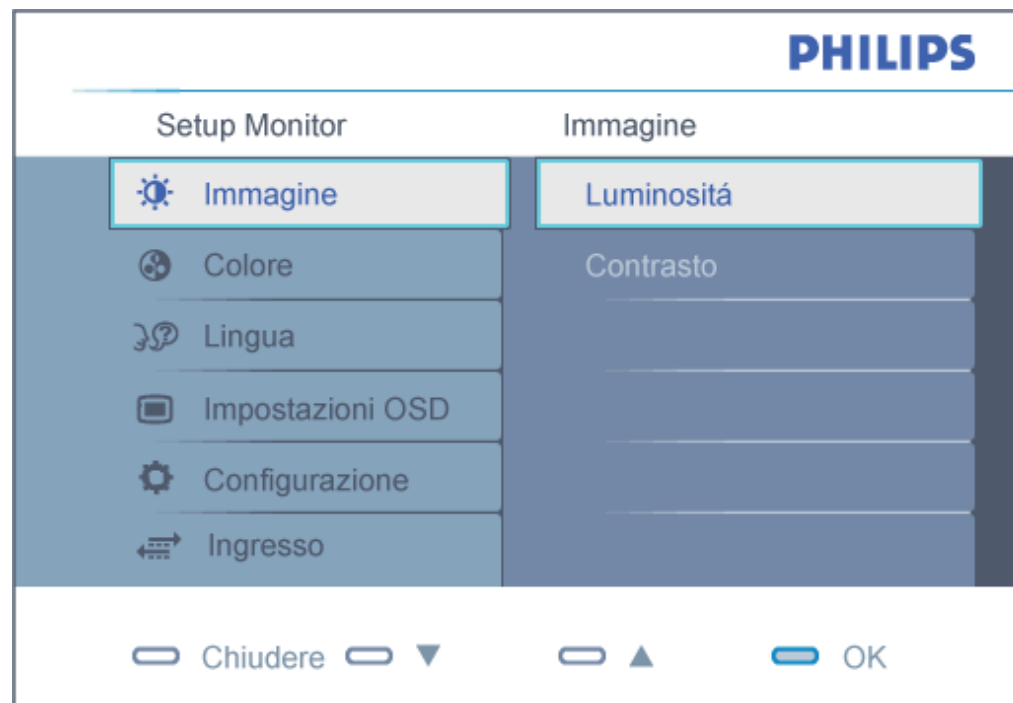 PHILIPS
Setup Monitor Immagine
Immagine Luminositá
Colore Contrasto
Lingua
Impostazioni OSD
Configurazione
Ingresso
Chiudere ▼ ▲ OK